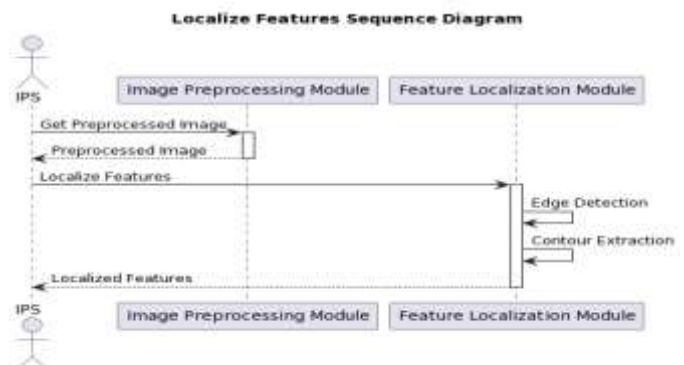 Localize Features Sequence Diagram
IPS
Image Preprocessing Module
Feature Localization Module
Get Preprocessed Image
Preprocessed Image
Localize Features
Edge Detection
Contour Extraction
Localized Features
IPS
Image Preprocessing Module
Feature Localization Module